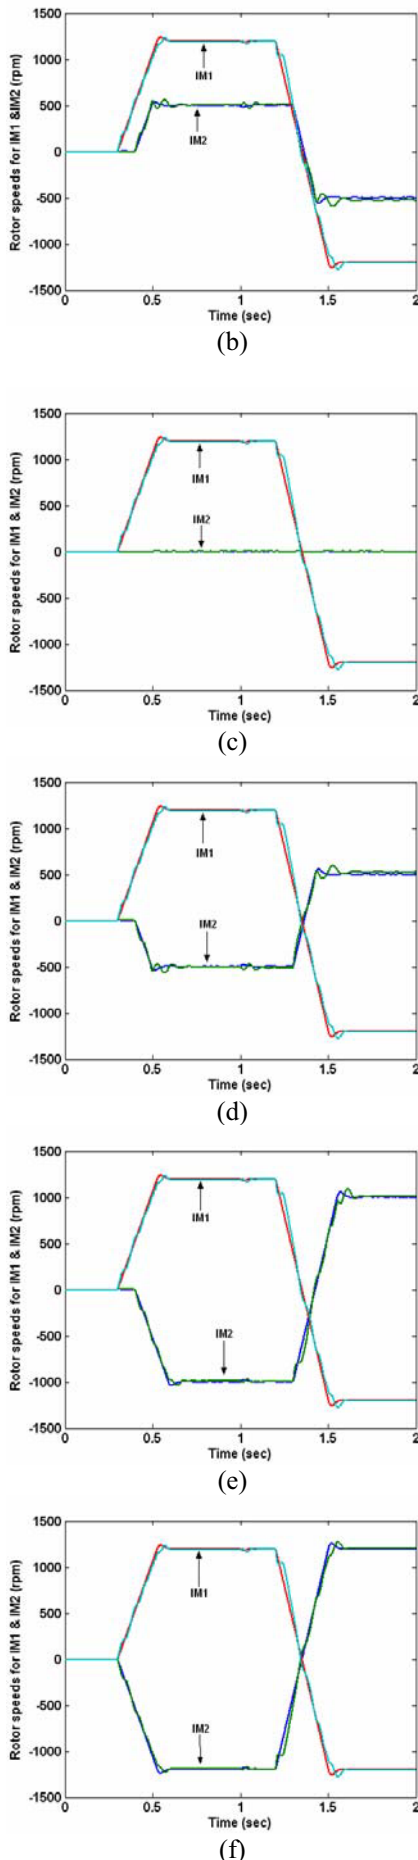 1500
1000
500
0
-500
-1000
-1500
Rotor speeds for IM1 &IM2 (rpm)
IM1
IM2
0 0.5 1 1.5 2
Time (sec)
(b)
1500
1000
500
0
-500
-1000
-1500
Rotor speeds for IM1 & IM2 (rpm)
IM1
IM2
0 0.5 1 1.5 2
Time (sec)
(c)
1500
1000
500
0
-500
-1000
-1500
Rotor speeds for IM1 & IM2 (rpm)
IM1
IM2
0 0.5 1 1.5 2
Time (sec)
(d)
1500
1000
500
0
-500
-1000
-1500
Rotor speeds for IM1 & IM2 (rpm)
IM1
IM2
0 0.5 1 1.5 2
Time (sec)
(e)
1500
1000
500
0
-500
-1000
-1500
Rotor speeds for IM1 & IM2 (rpm)
IM1
IM2
0 0.5 1 1.5 2
Time (sec)
(f)